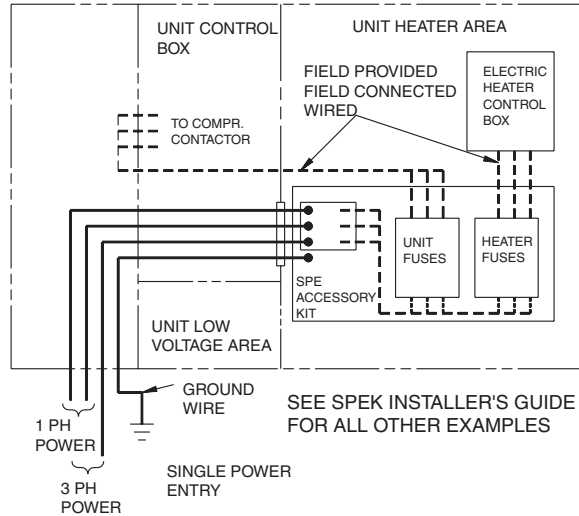 UNIT CONTROL
BOX
UNIT HEATER AREA
FIELD PROVIDED
FIELD CONNECTED
WIRED
ELECTRIC
HEATER
CONTROL
BOX
TO COMPR.
CONTACTOR
UNIT
FUSES
HEATER
FUSES
SPE
ACCESSORY
KIT
UNIT LOW
VOLTAGE AREA
GROUND
WIRE
1 PH
POWER
3 PH
POWER
SINGLE POWER
ENTRY
SEE SPEK INSTALLER'S GUIDE
FOR ALL OTHER EXAMPLES